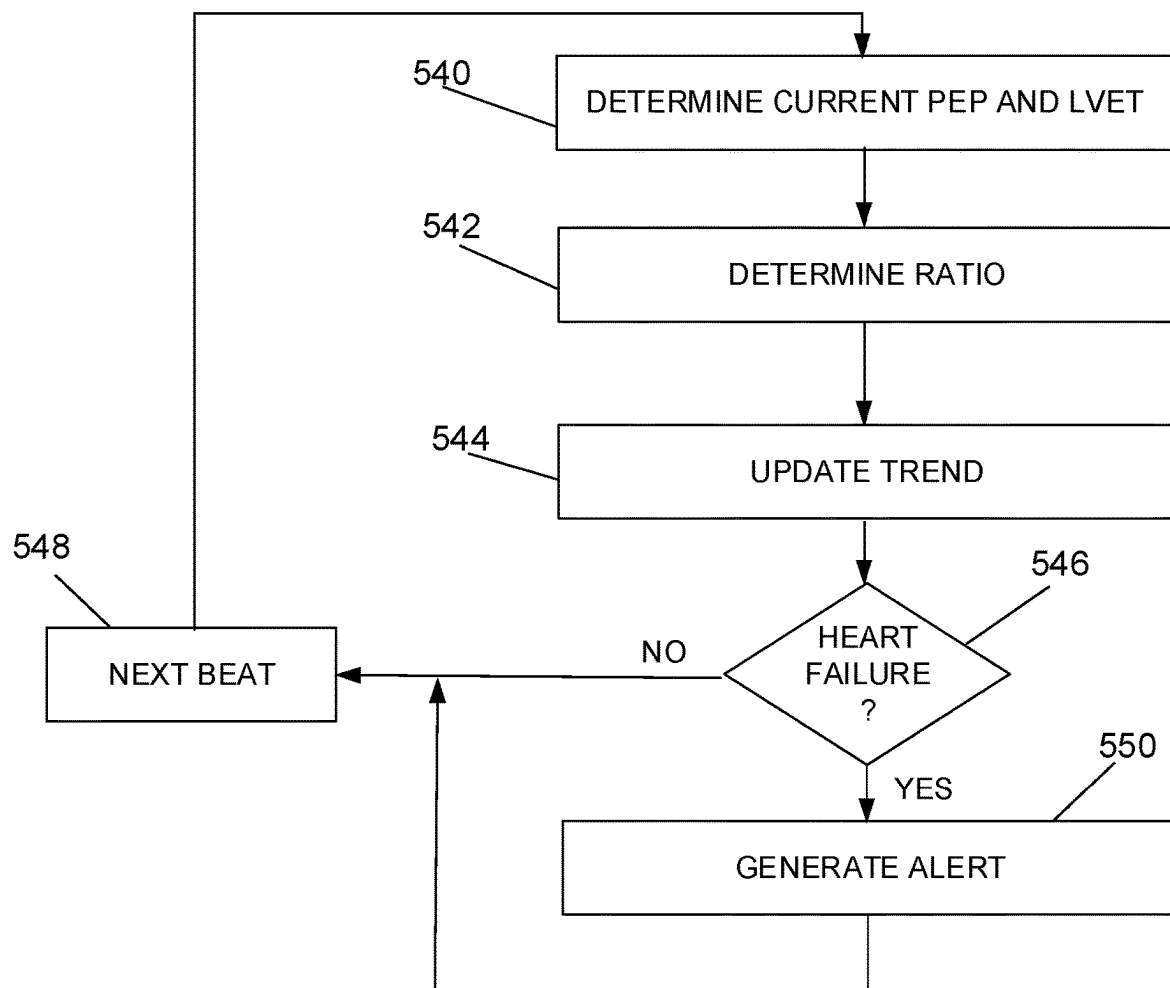 540
DETERMINE CURRENT PEP AND LVET
542
DETERMINE RATIO
544
UPDATE TREND
546
HEART
FAILURE
?
NO
548
NEXT BEAT
YES
550
GENERATE ALERT